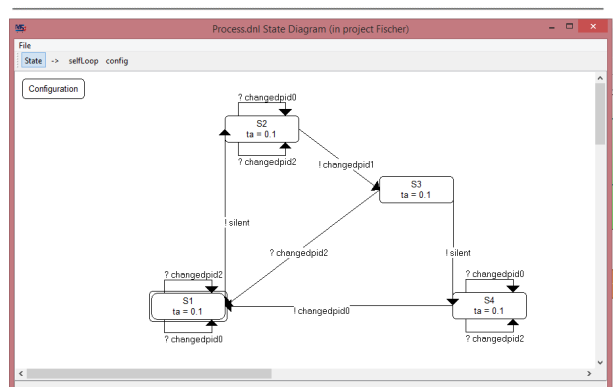 Process.dnl State Diagram (in project Fischer)
File
State -> selfLoop config
Configuration
? changedpid0
S2
ta = 0.1
? changedpid2
! changedpid1
S3
ta = 0.1
! silent
? changedpid2
! silent
? changedpid2
S1
ta = 0.1
? changedpid0
! changedpid0
? changedpid0
S4
ta = 0.1
? changedpid2